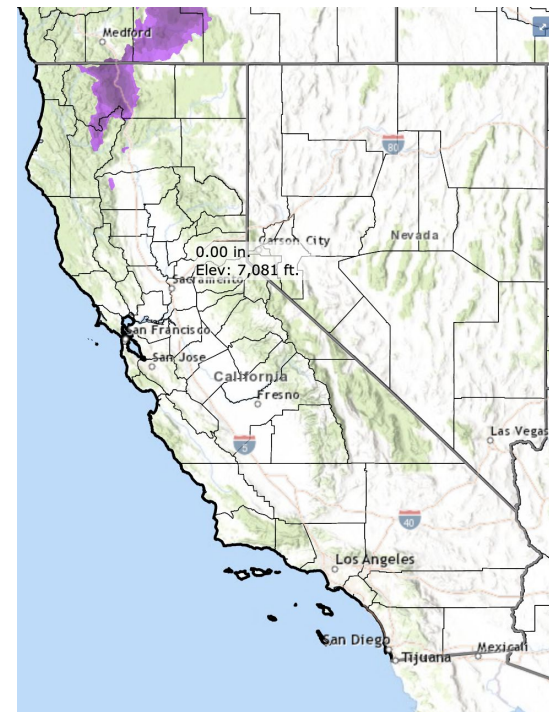 Medford
80
Carson City
Nevada
0.00 in.
Elev: 7,081 ft.
Sacramento
San Francisco
San Jose
California
Fresno
Las Vegas
5
40
Los Angeles
San Diego
Tijuana
Mexicali